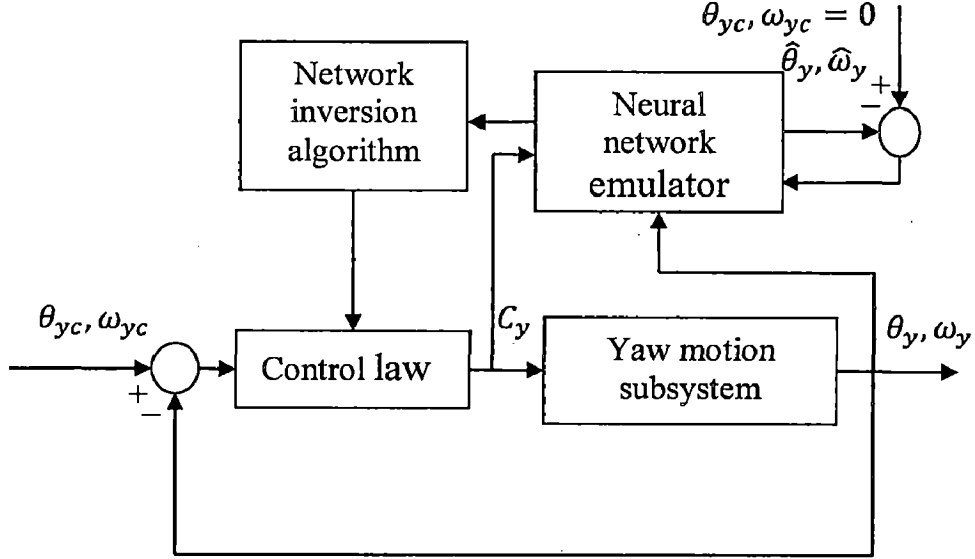 θ_yc, ω_yc = 0
θ̂_y, ω̂_y
+
−
Network
inversion
algorithm
Neural
network
emulator
θ_yc, ω_yc
+
−
Control law
C_y
Yaw motion
subsystem
θ_y, ω_y